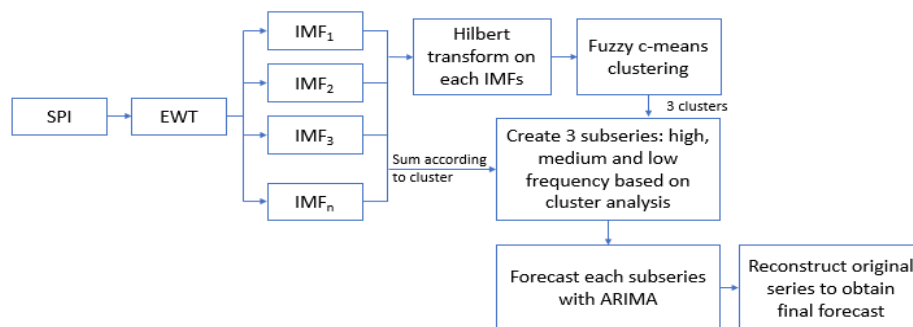 SPI
EWT
IMF₁
IMF₂
IMF₃
IMFₙ
Hilbert
transform on
each IMFs
Fuzzy c-means
clustering
3 clusters
Sum according
to cluster
Create 3 subseries: high,
medium and low
frequency based on
cluster analysis
Forecast each subseries
with ARIMA
Reconstruct original
series to obtain
final forecast